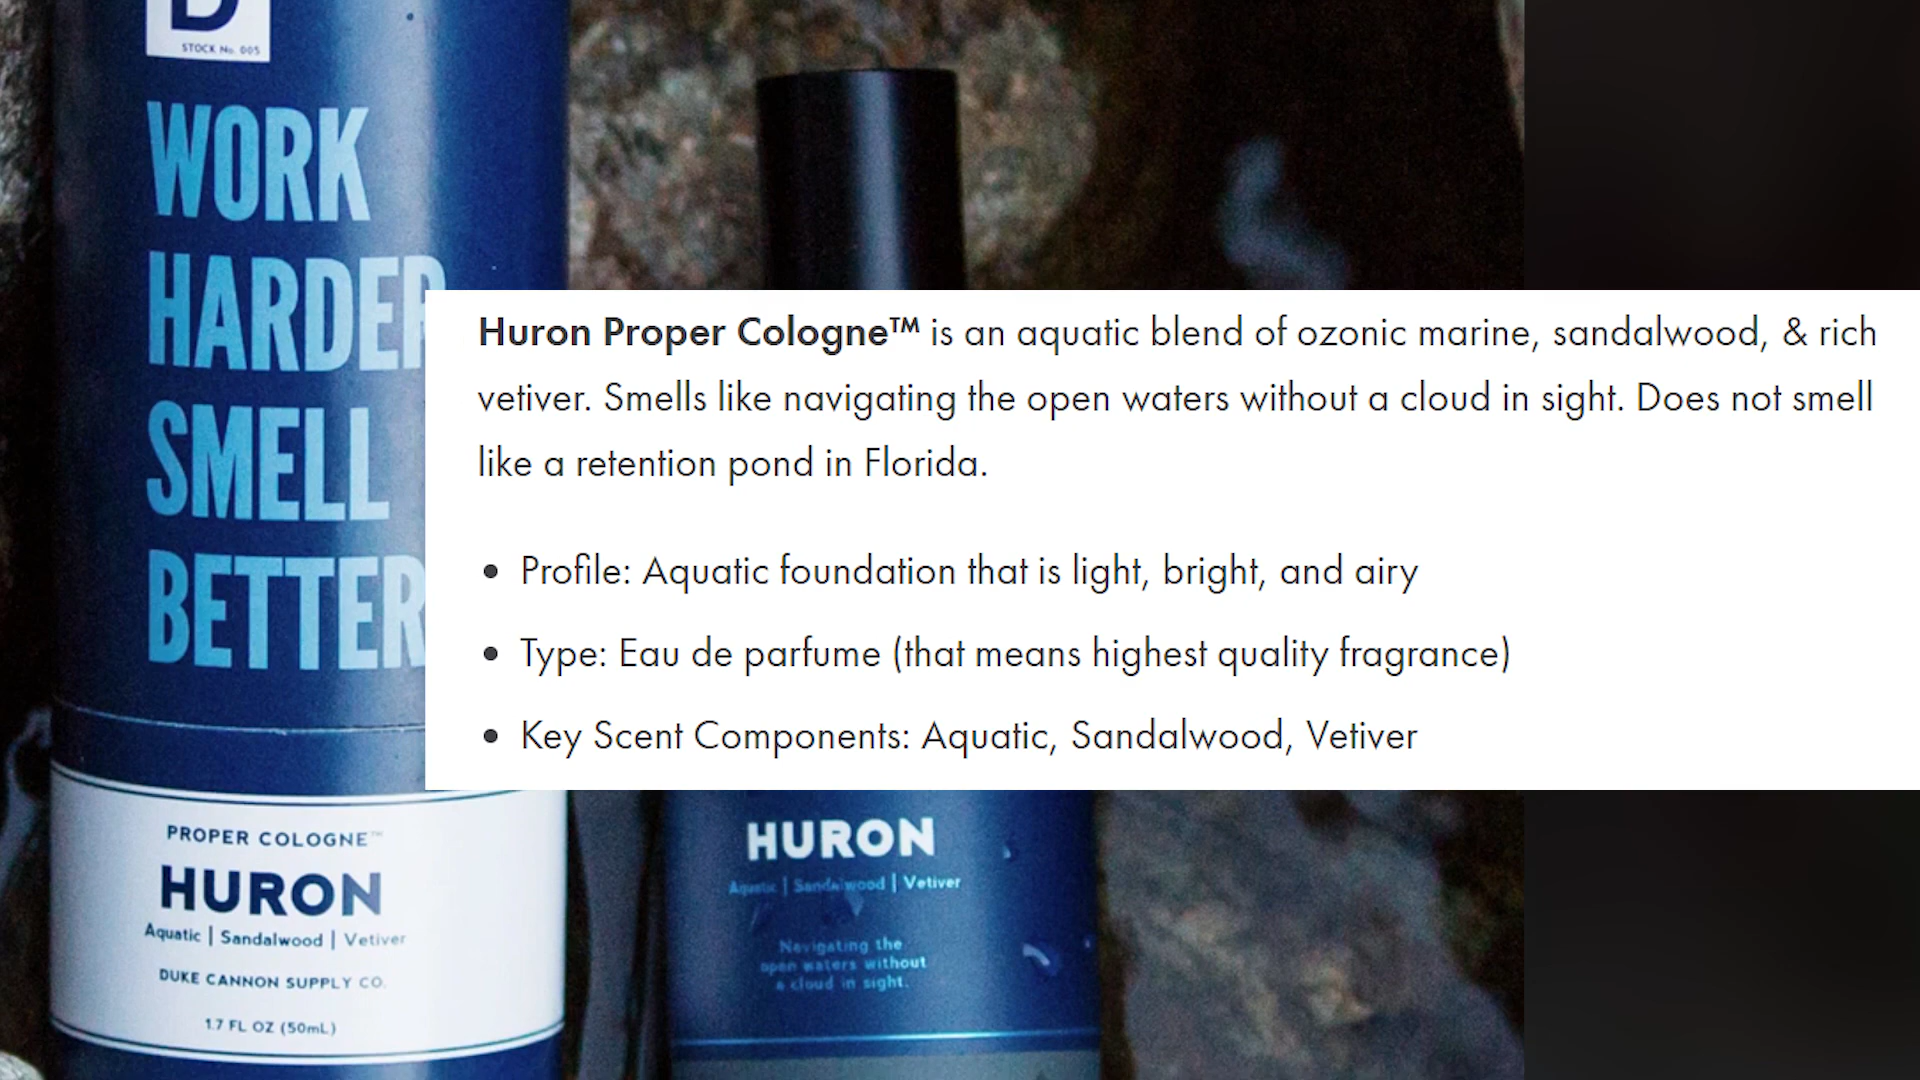 STOCK No. 005
WORK
HARDER
SMELL
BETTER
PROPER COLOGNE™
HURON
Aquatic | Sandalwood | Vetiver
DUKE CANNON SUPPLY CO.
1.7 FL OZ (50mL)
Huron Proper Cologne™ is an aquatic blend of ozonic marine, sandalwood, & rich
vetiver. Smells like navigating the open waters without a cloud in sight. Does not smell
like a retention pond in Florida.
• Profile: Aquatic foundation that is light, bright, and airy
• Type: Eau de parfume (that means highest quality fragrance)
• Key Scent Components: Aquatic, Sandalwood, Vetiver
HURON
Aquatic | Sandalwood | Vetiver
Navigating the
open waters without
a cloud in sight.